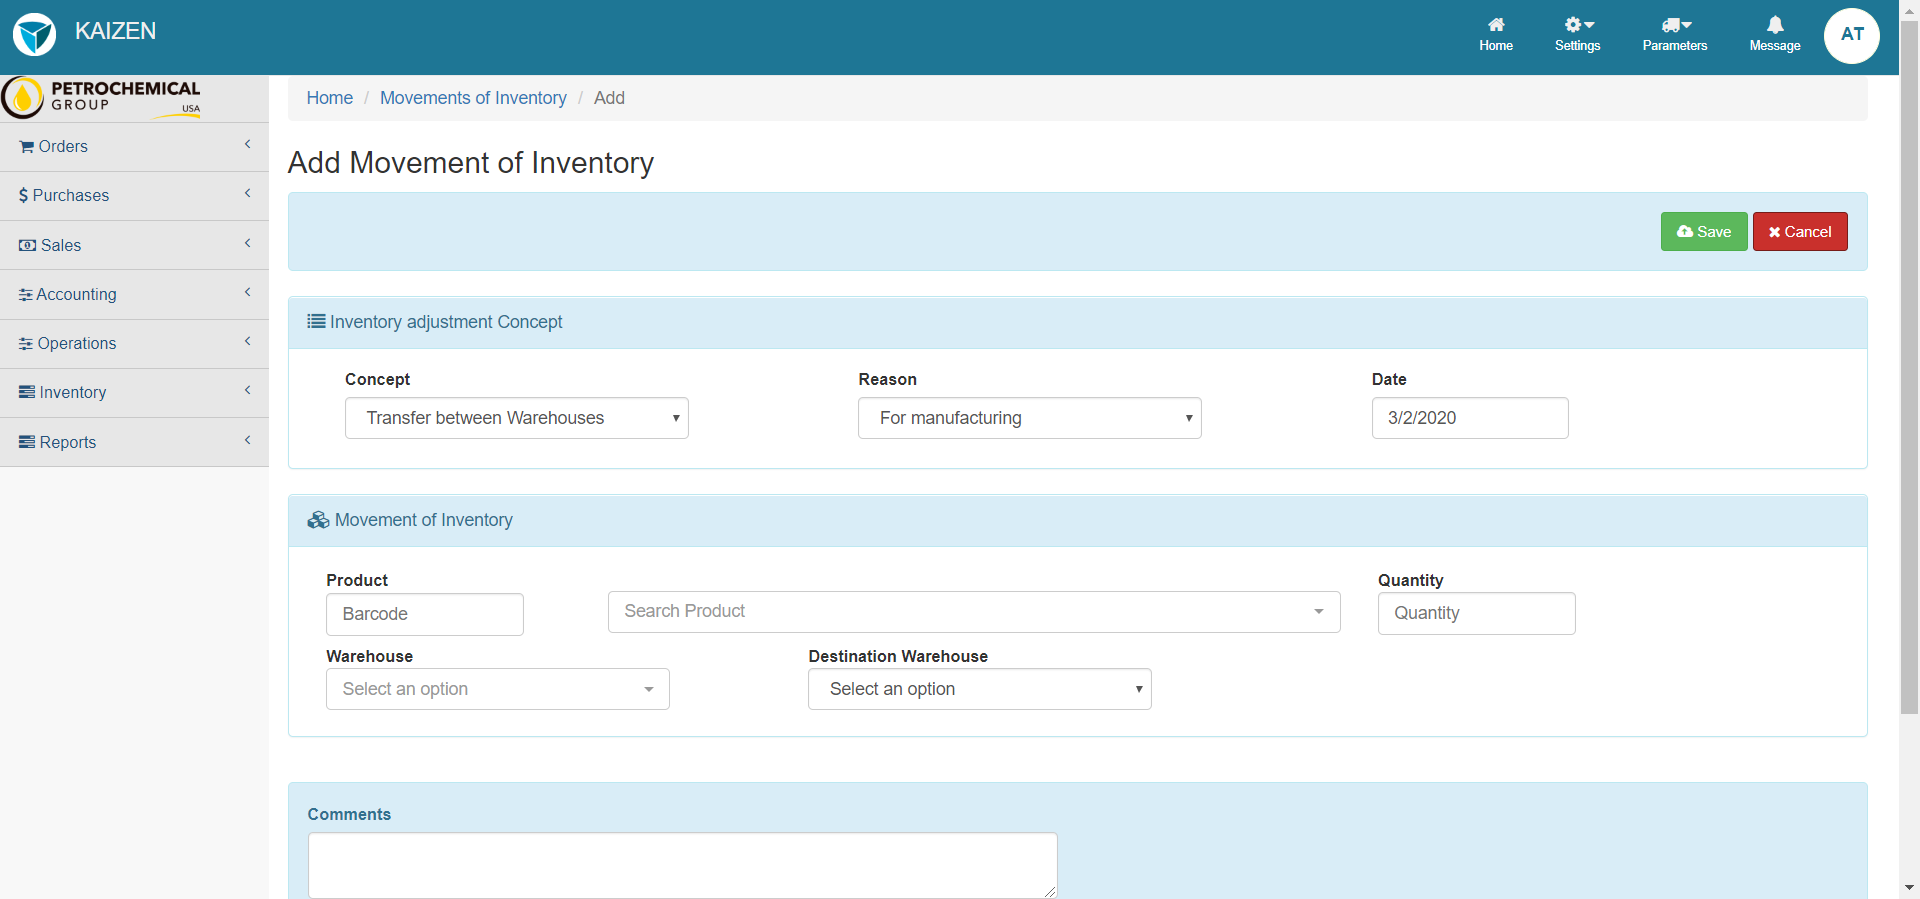 KAIZEN
Home
Settings
Parameters
Message
AT
PETROCHEMICAL
GROUP
USA
Orders
Purchases
Sales
Accounting
Operations
Inventory
Reports
Home / Movements of Inventory / Add
Add Movement of Inventory
Save
Cancel
Inventory adjustment Concept
Concept
Reason
Date
Transfer between Warehouses
For manufacturing
3/2/2020
Movement of Inventory
Product
Quantity
Barcode
Search Product
Quantity
Warehouse
Destination Warehouse
Select an option
Select an option
Comments